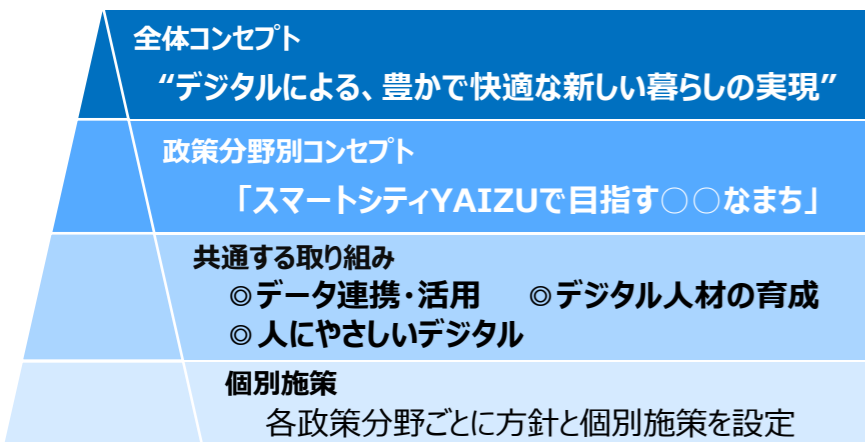 全体コンセプト
“デジタルによる、豊かで快適な新しい暮らしの実現”
政策分野別コンセプト
「スマートシティYAIZUで目指す○○なまち」
共通する取り組み
◎データ連携・活用　◎デジタル人材の育成
◎人にやさしいデジタル
個別施策
各政策分野ごとに方針と個別施策を設定